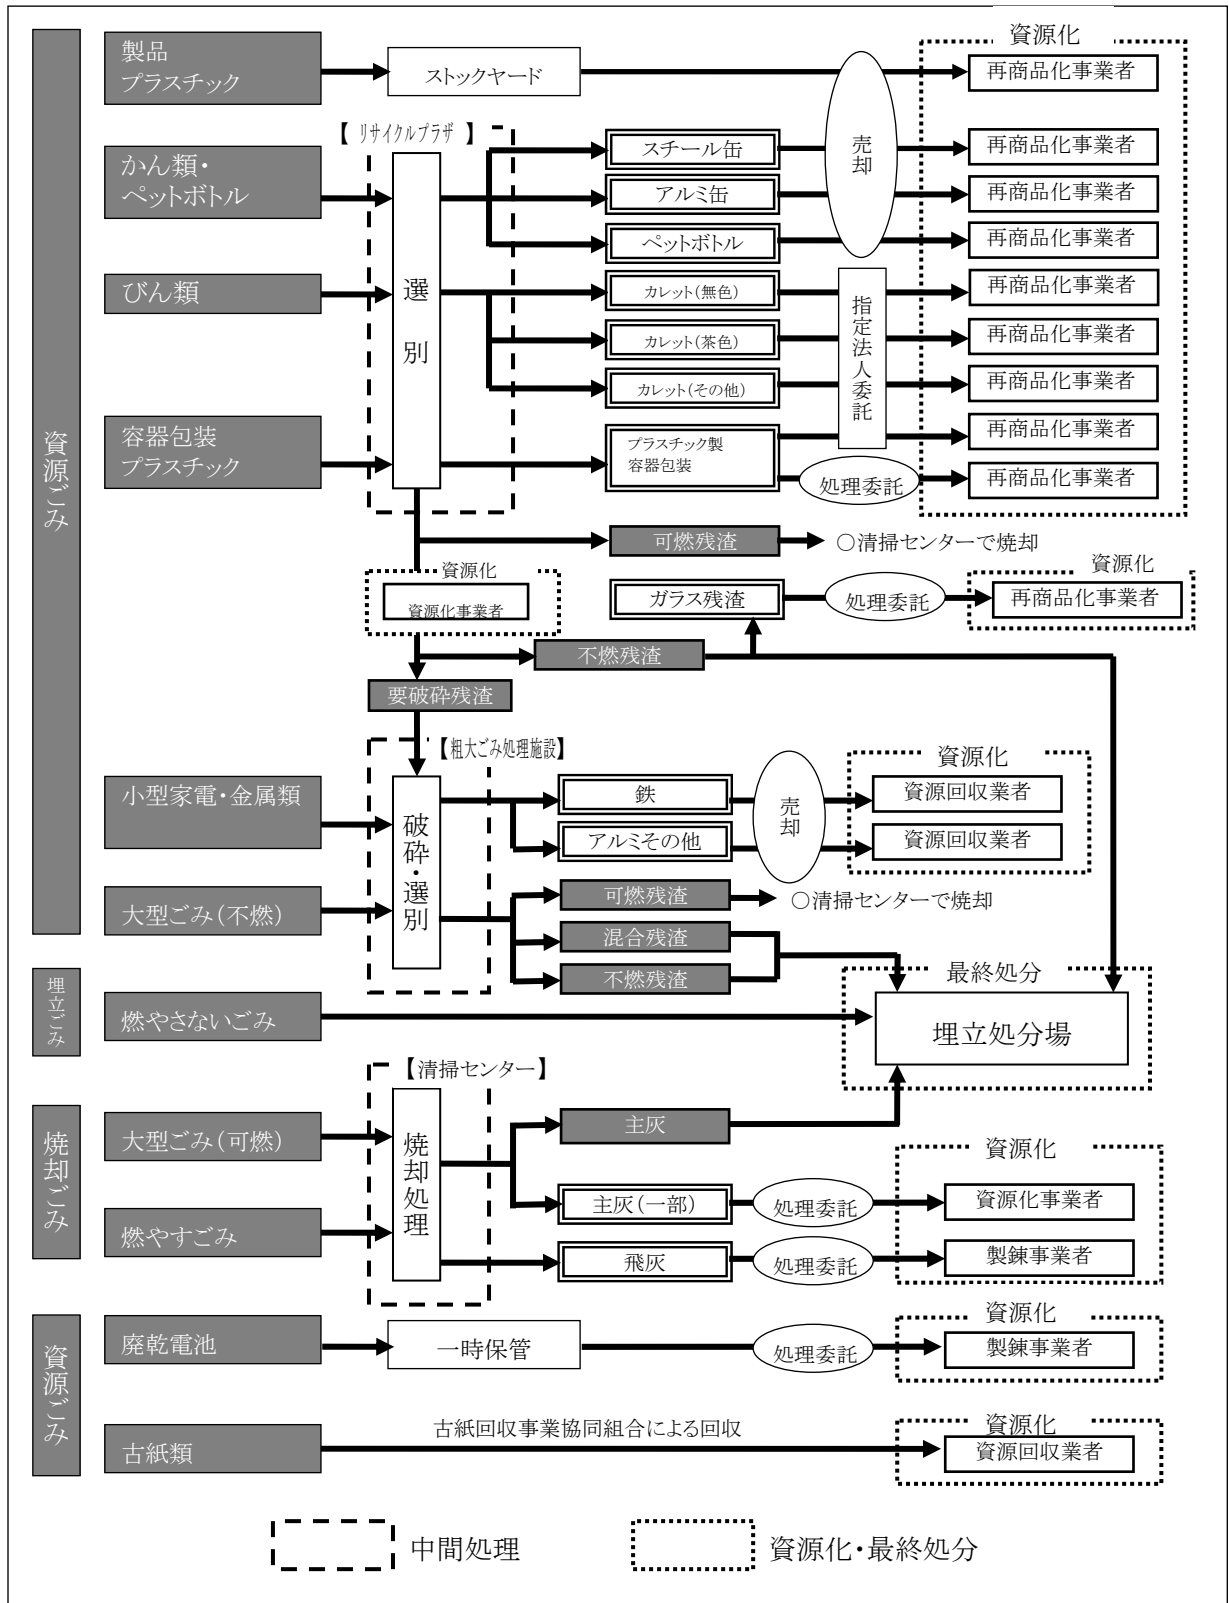 資源化
製品
プラスチック
ストックヤード
再商品化事業者
【 リサイクルプラザ 】
売却
かん類・
ペットボトル
スチール缶
再商品化事業者
アルミ缶
再商品化事業者
ペットボトル
再商品化事業者
びん類
選別
カレット(無色)
再商品化事業者
指定法人委託
カレット(茶色)
再商品化事業者
カレット(その他)
再商品化事業者
資源ごみ
容器包装
プラスチック
プラスチック製
容器包装
再商品化事業者
処理委託
再商品化事業者
可燃残渣
○清掃センターで焼却
資源化
資源化事業者
ガラス残渣
処理委託
資源化
再商品化事業者
不燃残渣
要破砕残渣
【粗大ごみ処理施設】
資源化
小型家電・金属類
破砕・選別
鉄
売却
資源回収業者
アルミその他
資源回収業者
大型ごみ(不燃)
可燃残渣
○清掃センターで焼却
混合残渣
不燃残渣
最終処分
埋立ごみ
燃やさないごみ
埋立処分場
【清掃センター】
焼却ごみ
大型ごみ(可燃)
焼却処理
主灰
資源化
主灰(一部)
処理委託
資源化事業者
燃やすごみ
飛灰
処理委託
製錬事業者
資源ごみ
廃乾電池
一時保管
処理委託
資源化
製錬事業者
古紙類
古紙回収事業協同組合による回収
資源化
資源回収業者
中間処理
資源化・最終処分